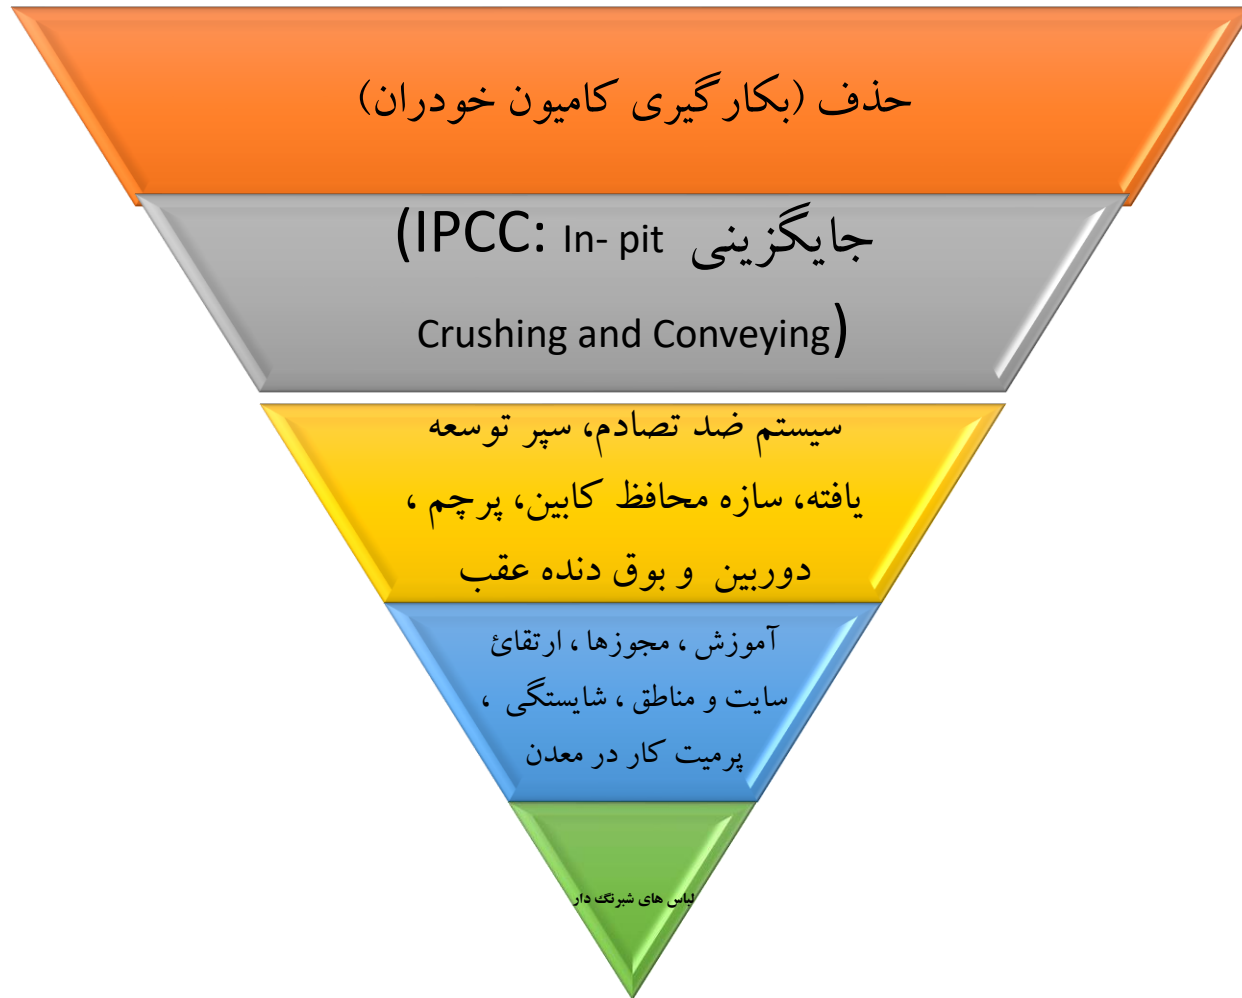 حذف (بکارگیری کامیون خودران)
جایگزینی (IPCC: In- pit
Crushing and Conveying)
سیستم ضد تصادم، سپر توسعه
یافته، سازه محافظ کابین، پرچم ،
دوربین و بوق دنده عقب
آموزش ، مجوزها ، ارتقائ
سایت و مناطق ، شایستگی ،
پرمیت کار در معدن
لباس های شبرنگ دار